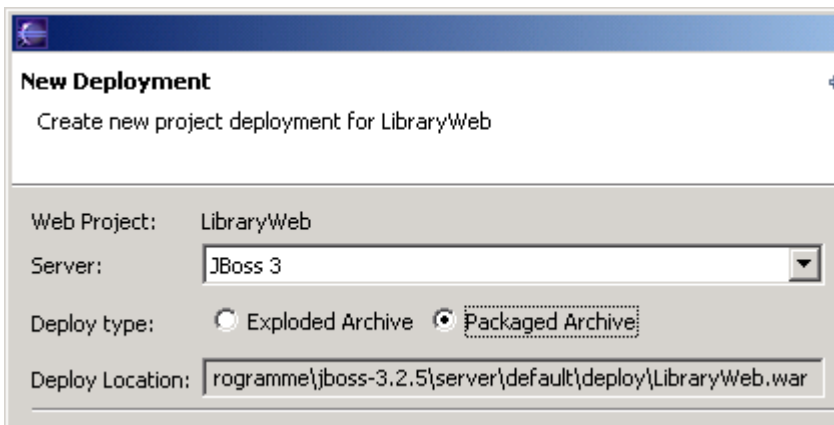 New Deployment
Create new project deployment for LibraryWeb
Web Project: LibraryWeb
Server: JBoss 3
Deploy type: Exploded Archive Packaged Archive
Deploy Location: rogramme\jboss-3.2.5\server\default\deploy\LibraryWeb.war